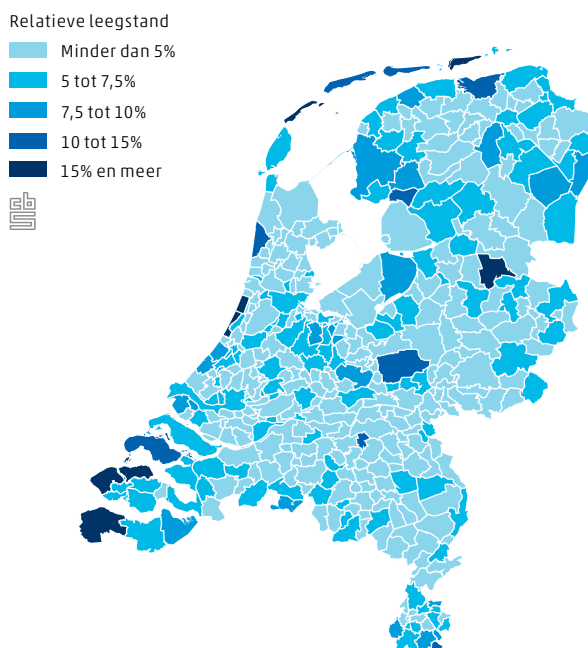 Relatieve leegstand
Minder dan 5%
5 tot 7,5%
7,5 tot 10%
10 tot 15%
15% en meer
cbs